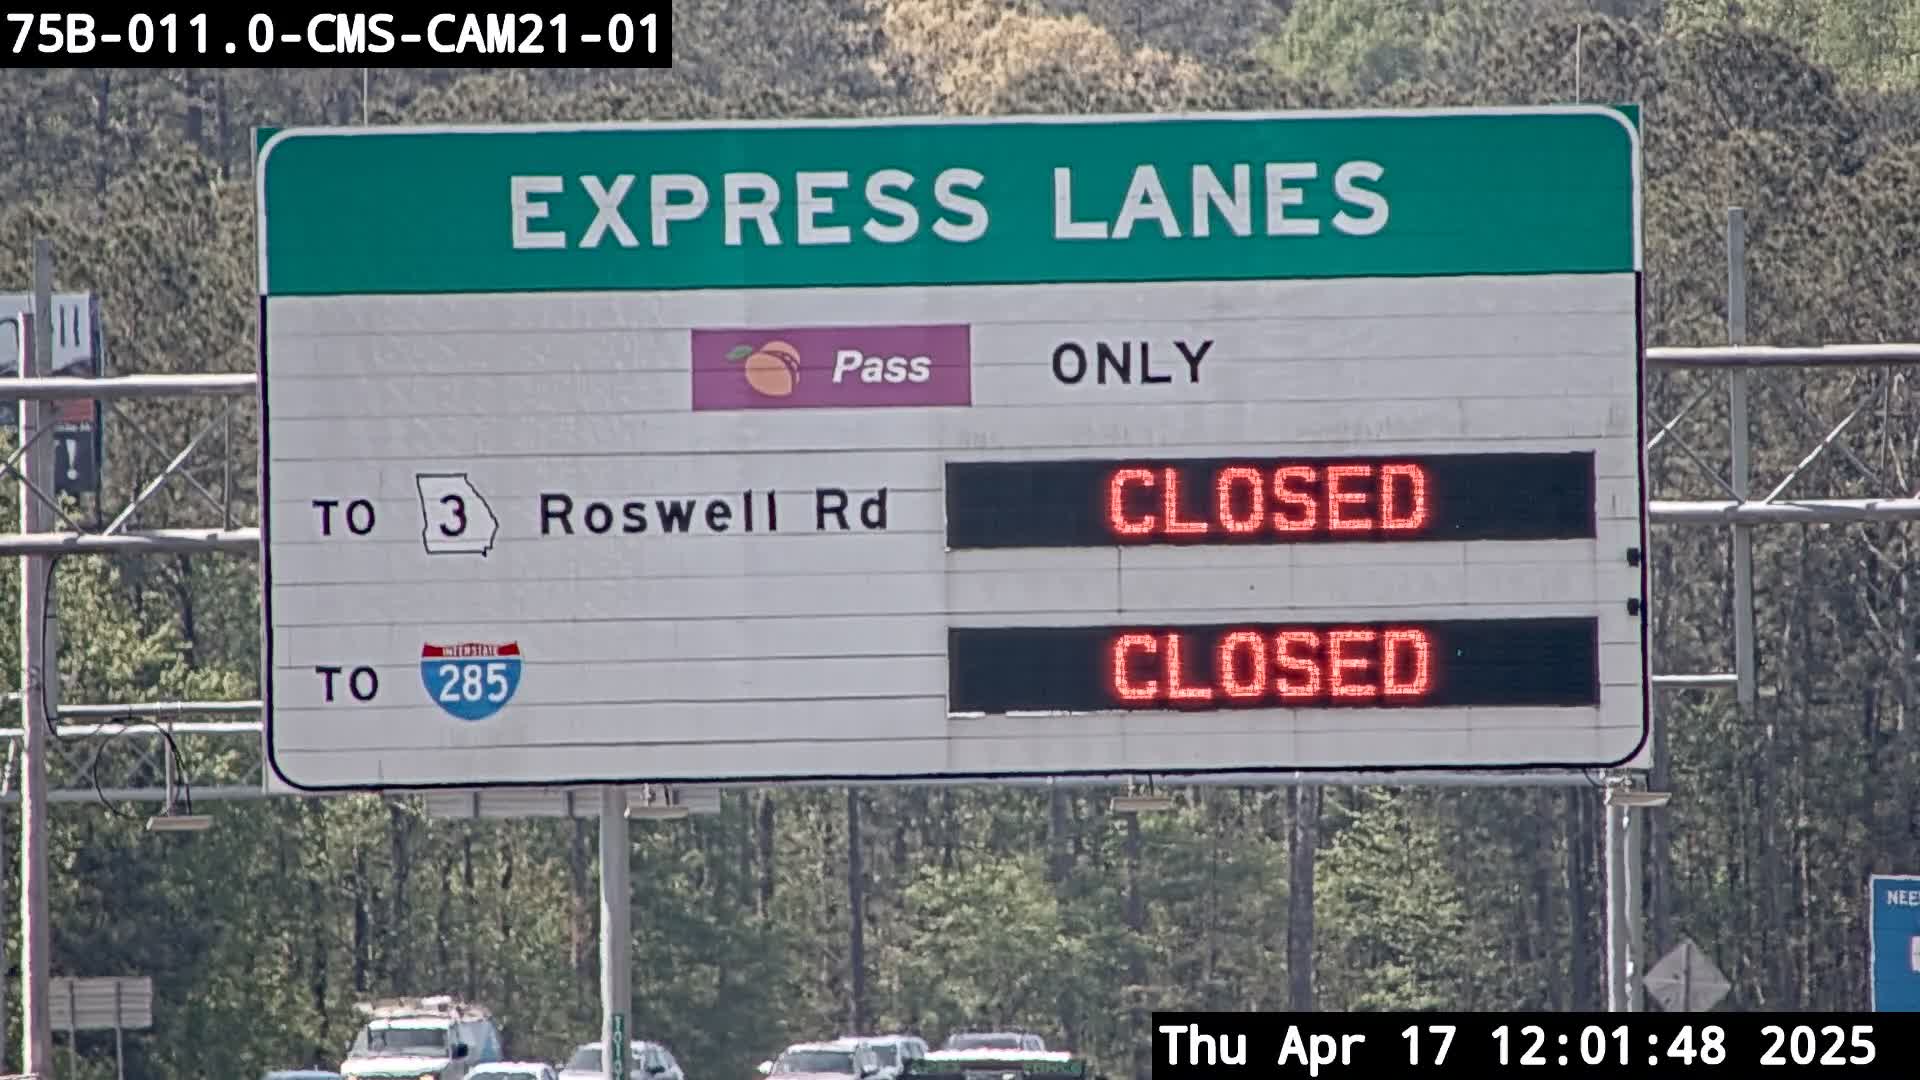 75B-011.0-CMS-CAM21-01
EXPRESS LANES
Pass ONLY
TO 3 Roswell Rd CLOSED
INTERSTATE
TO 285 CLOSED
Thu Apr 17 12:01:48 2025